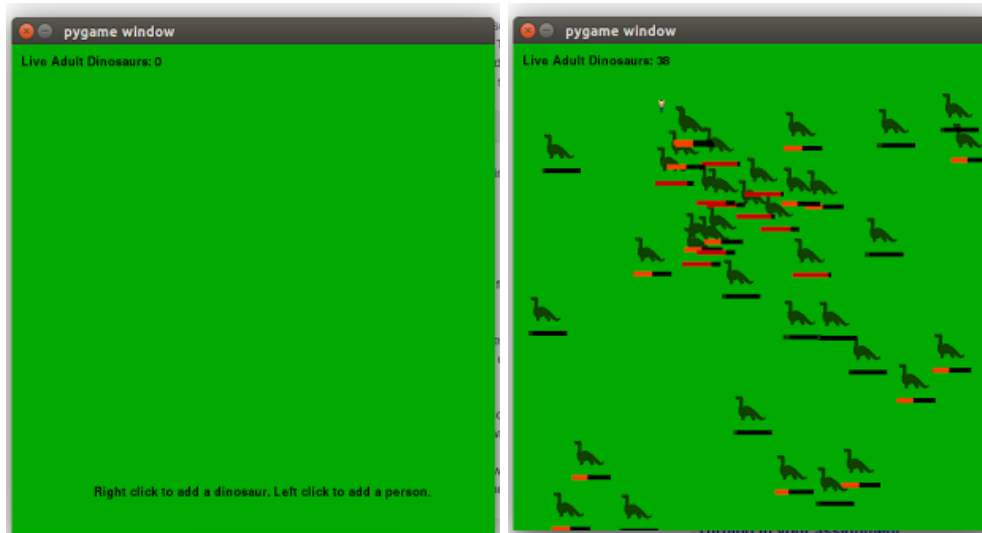 pygame window
Live Adult Dinosaurs: 0
Right click to add a dinosaur. Left click to add a person.
pygame window
Live Adult Dinosaurs: 38